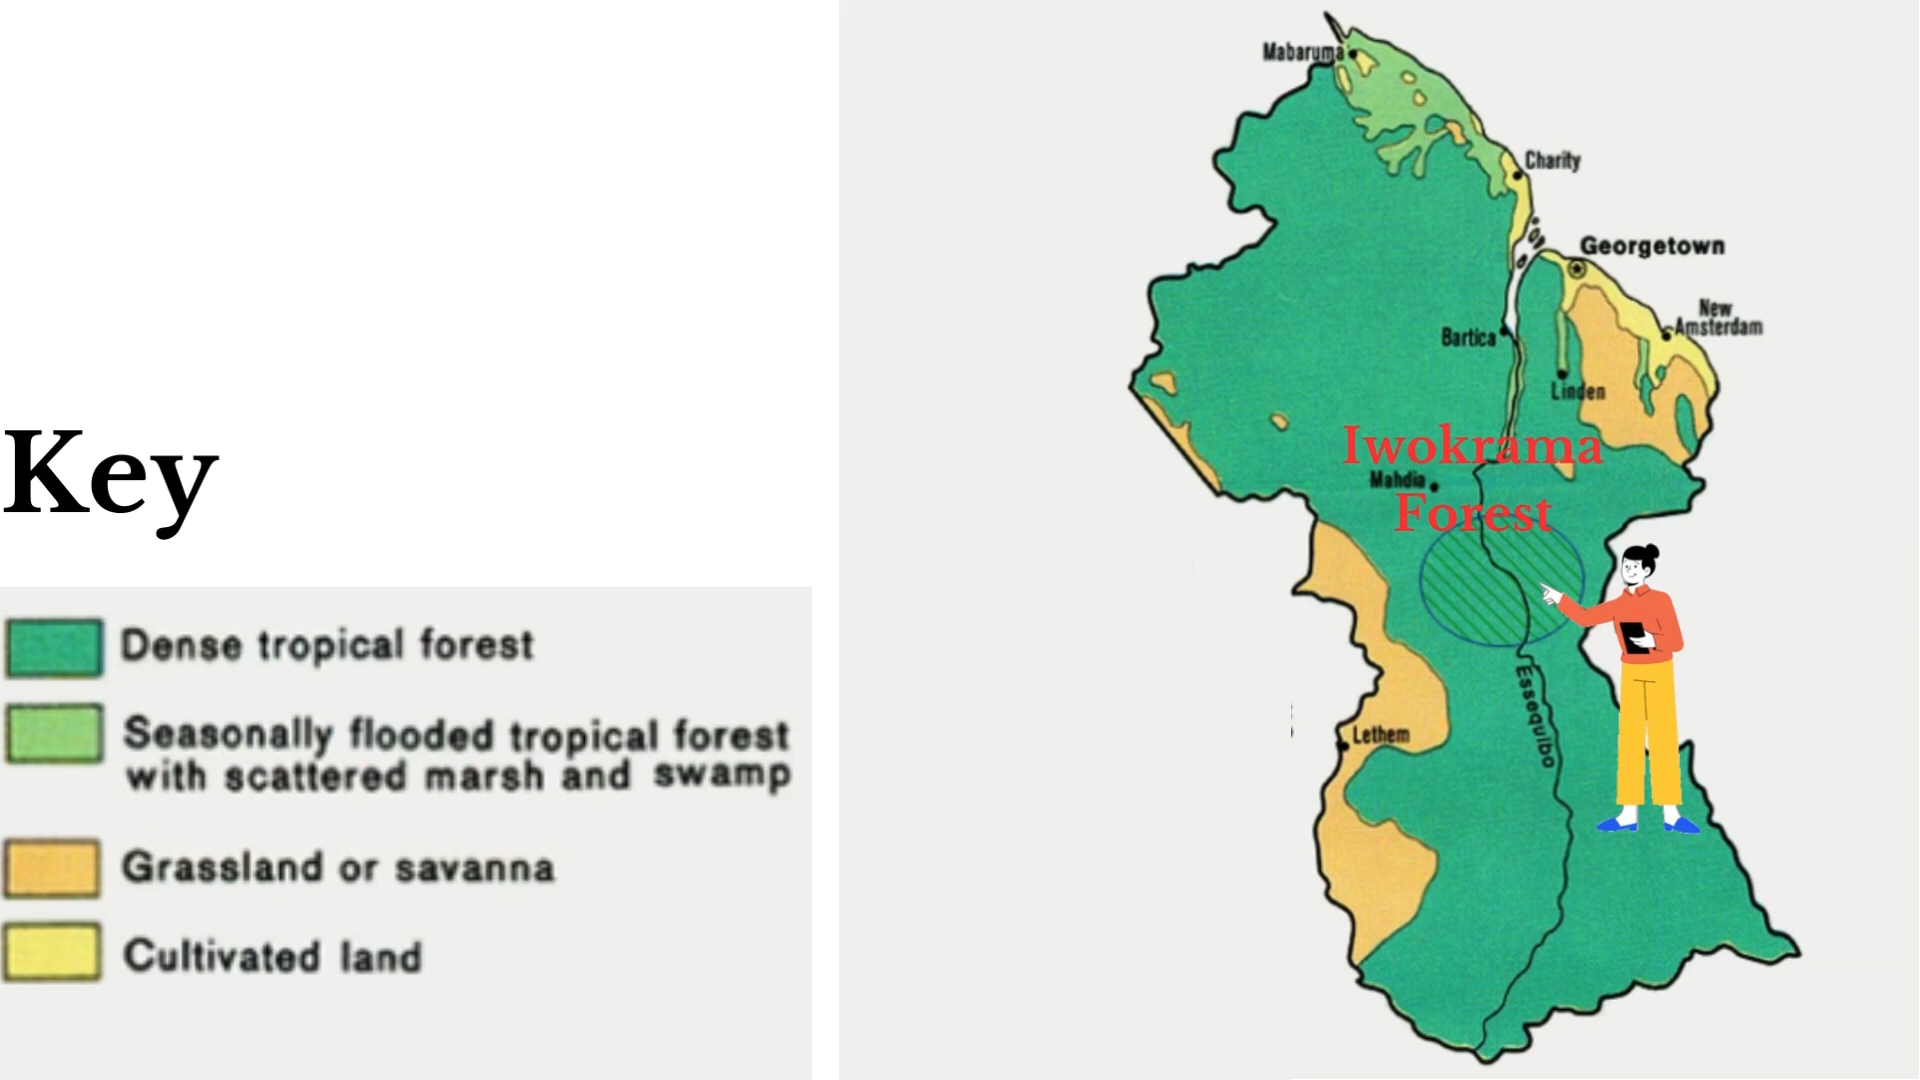 Key
Dense tropical forest
Seasonally flooded tropical forest
with scattered marsh and swamp
Grassland or savanna
Cultivated land
Mabaruma
Charity
Georgetown
New
Amsterdam
Bartica
Linden
Iwokrama
Mahdia
Forest
Essequibo
Lethem